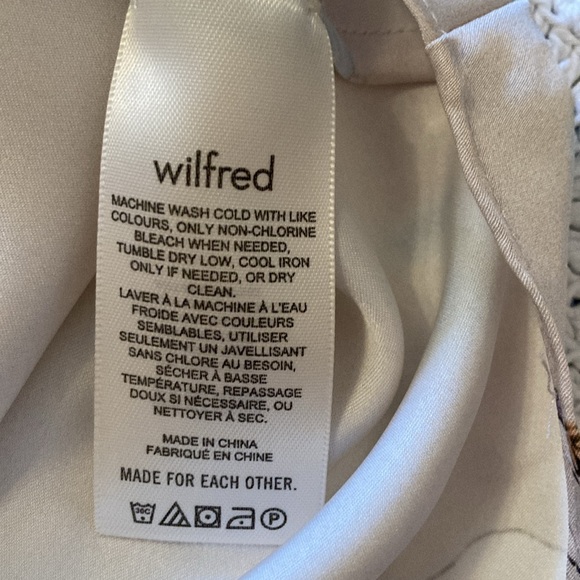 wilfred
MACHINE WASH COLD WITH LIKE
COLOURS, ONLY NON-CHLORINE
BLEACH WHEN NEEDED,
TUMBLE DRY LOW, COOL IRON
ONLY IF NEEDED, OR DRY
CLEAN.
LAVER À LA MACHINE À L'EAU
FROIDE AVEC COULEURS
SEMBLABLES, UTILISER
SEULEMENT UN JAVELLISANT
SANS CHLORE AU BESOIN,
SÉCHER À BASSE
TEMPÉRATURE, REPASSAGE
DOUX SI NÉCESSAIRE, OU
NETTOYER À SEC.
MADE IN CHINA
FABRIQUÉ EN CHINE
MADE FOR EACH OTHER.
30C P